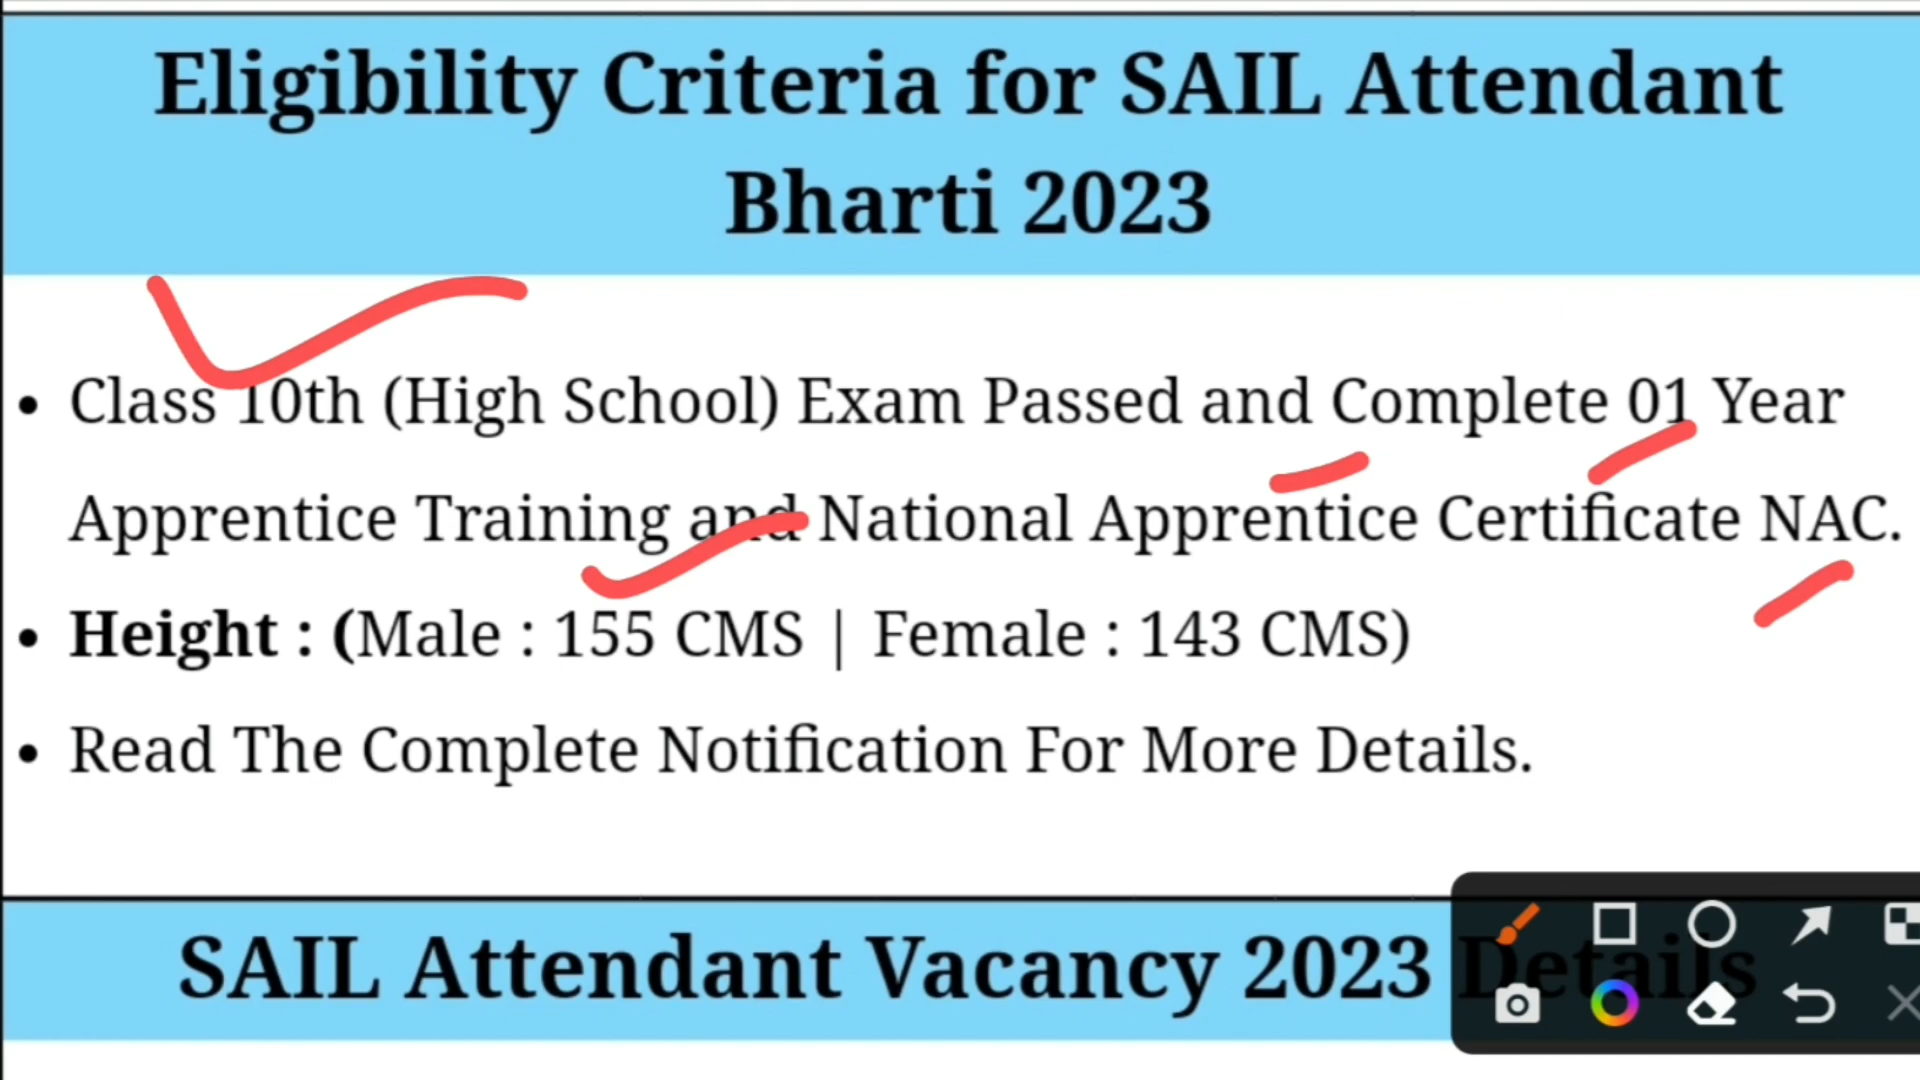 Eligibility Criteria for SAIL Attendant
Bharti 2023
• Class 10th (High School) Exam Passed and Complete 01 Year
Apprentice Training and National Apprentice Certificate NAC.
• Height : (Male : 155 CMS | Female : 143 CMS)
• Read The Complete Notification For More Details.
SAIL Attendant Vacancy 2023 Details